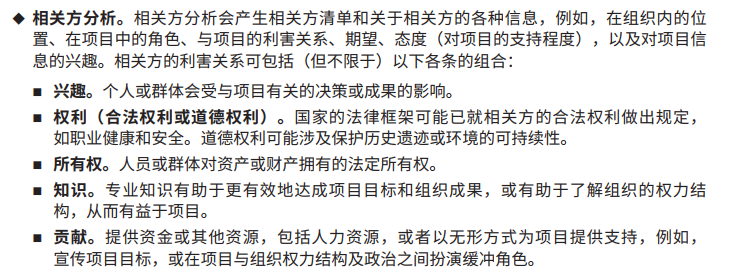 ◆ 相关方分析。相关方分析会产生相关方清单和关于相关方的各种信息，例如，在组织内的位
置、在项目中的角色、与项目的利害关系、期望、态度（对项目的支持程度），以及对项目信
息的兴趣。相关方的利害关系可包括（但不限于）以下各条的组合：
■ 兴趣。个人或群体会受与项目有关的决策或成果的影响。
■ 权利（合法权利或道德权利）。国家的法律框架可能已就相关方的合法权利做出规定，
如职业健康和安全。道德权利可能涉及保护历史遗迹或环境的可持续性。
■ 所有权。人员或群体对资产或财产拥有的法定所有权。
■ 知识。专业知识有助于更有效地达成项目目标和组织成果，或有助于了解组织的权力结
构，从而有益于项目。
■ 贡献。提供资金或其他资源，包括人力资源，或者以无形方式为项目提供支持，例如，
宣传项目目标，或在项目与组织权力结构及政治之间扮演缓冲角色。